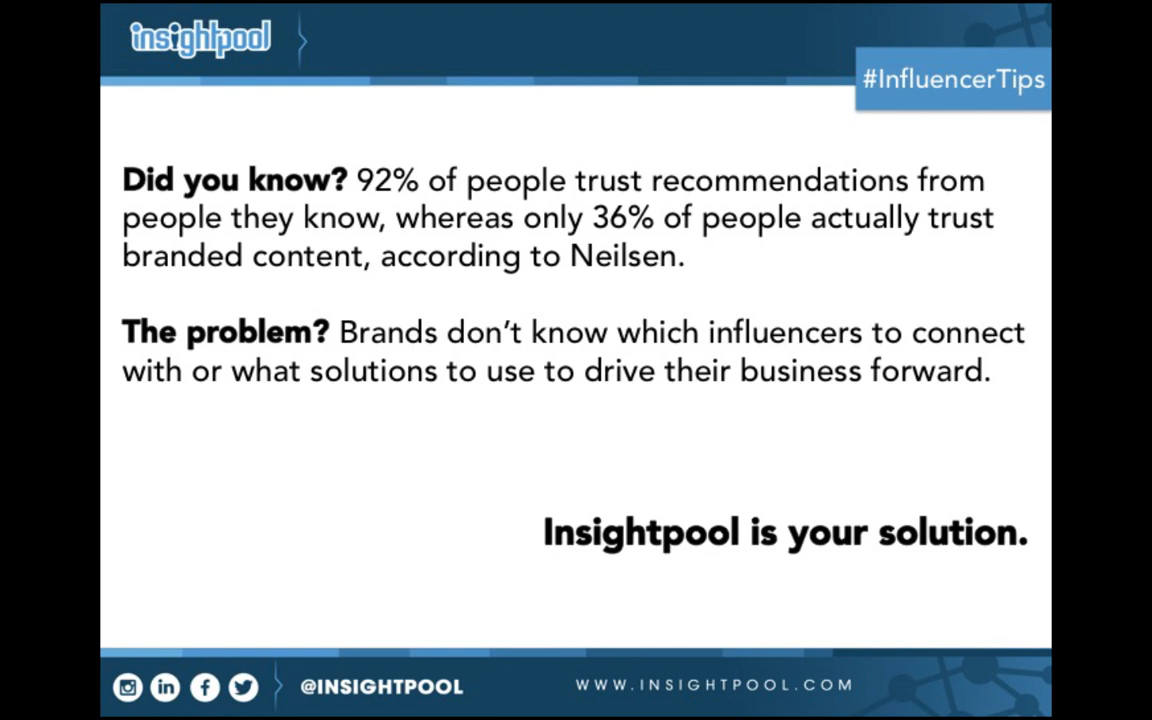 insightpool
#InfluencerTips
Did you know? 92% of people trust recommendations from
people they know, whereas only 36% of people actually trust
branded content, according to Neilsen.
The problem? Brands don’t know which influencers to connect
with or what solutions to use to drive their business forward.
Insightpool is your solution.
@INSIGHTPOOL
WWW.INSIGHTPOOL.COM